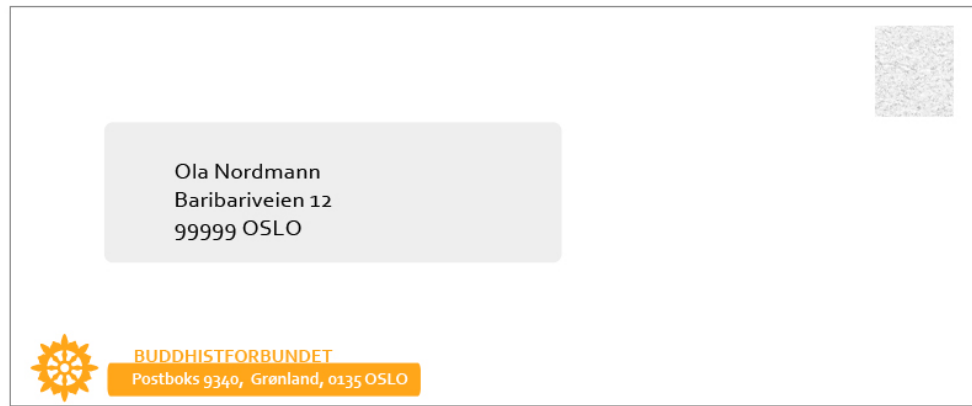 Ola Nordmann
Baribariveien 12
99999 OSLO
BUDDHISTFORBUNDET
Postboks 9340, Grønland, 0135 OSLO